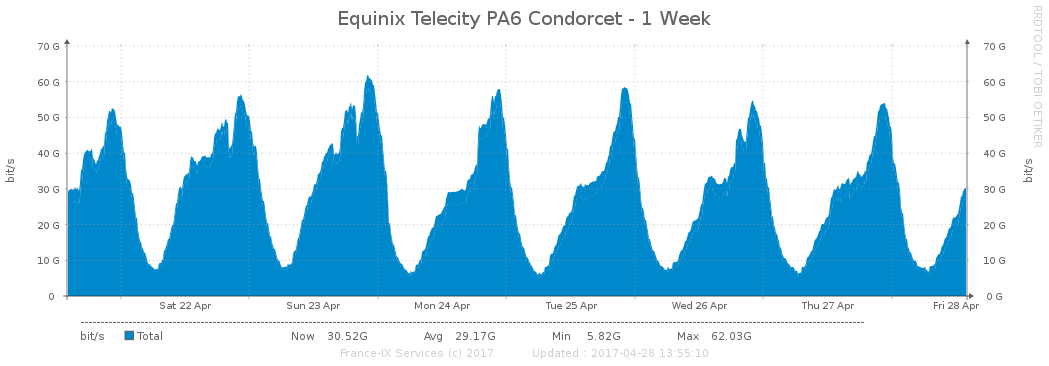 Equinix Telecity PA6 Condorcet - 1 Week
RRDTOOL / TOBI OETIKER
70 G 70 G
60 G 60 G
50 G 50 G
40 G 40 G
30 G 30 G
20 G 20 G
10 G 10 G
0 0 G
bit/s bit/s
Sat 22 Apr Sun 23 Apr Mon 24 Apr Tue 25 Apr Wed 26 Apr Thu 27 Apr Fri 28 Apr
bit/s Total Now 30.52G Avg 29.17G Min 5.82G Max 62.03G
France-IX Services (c) 2017 Updated : 2017-04-28 13:55:10